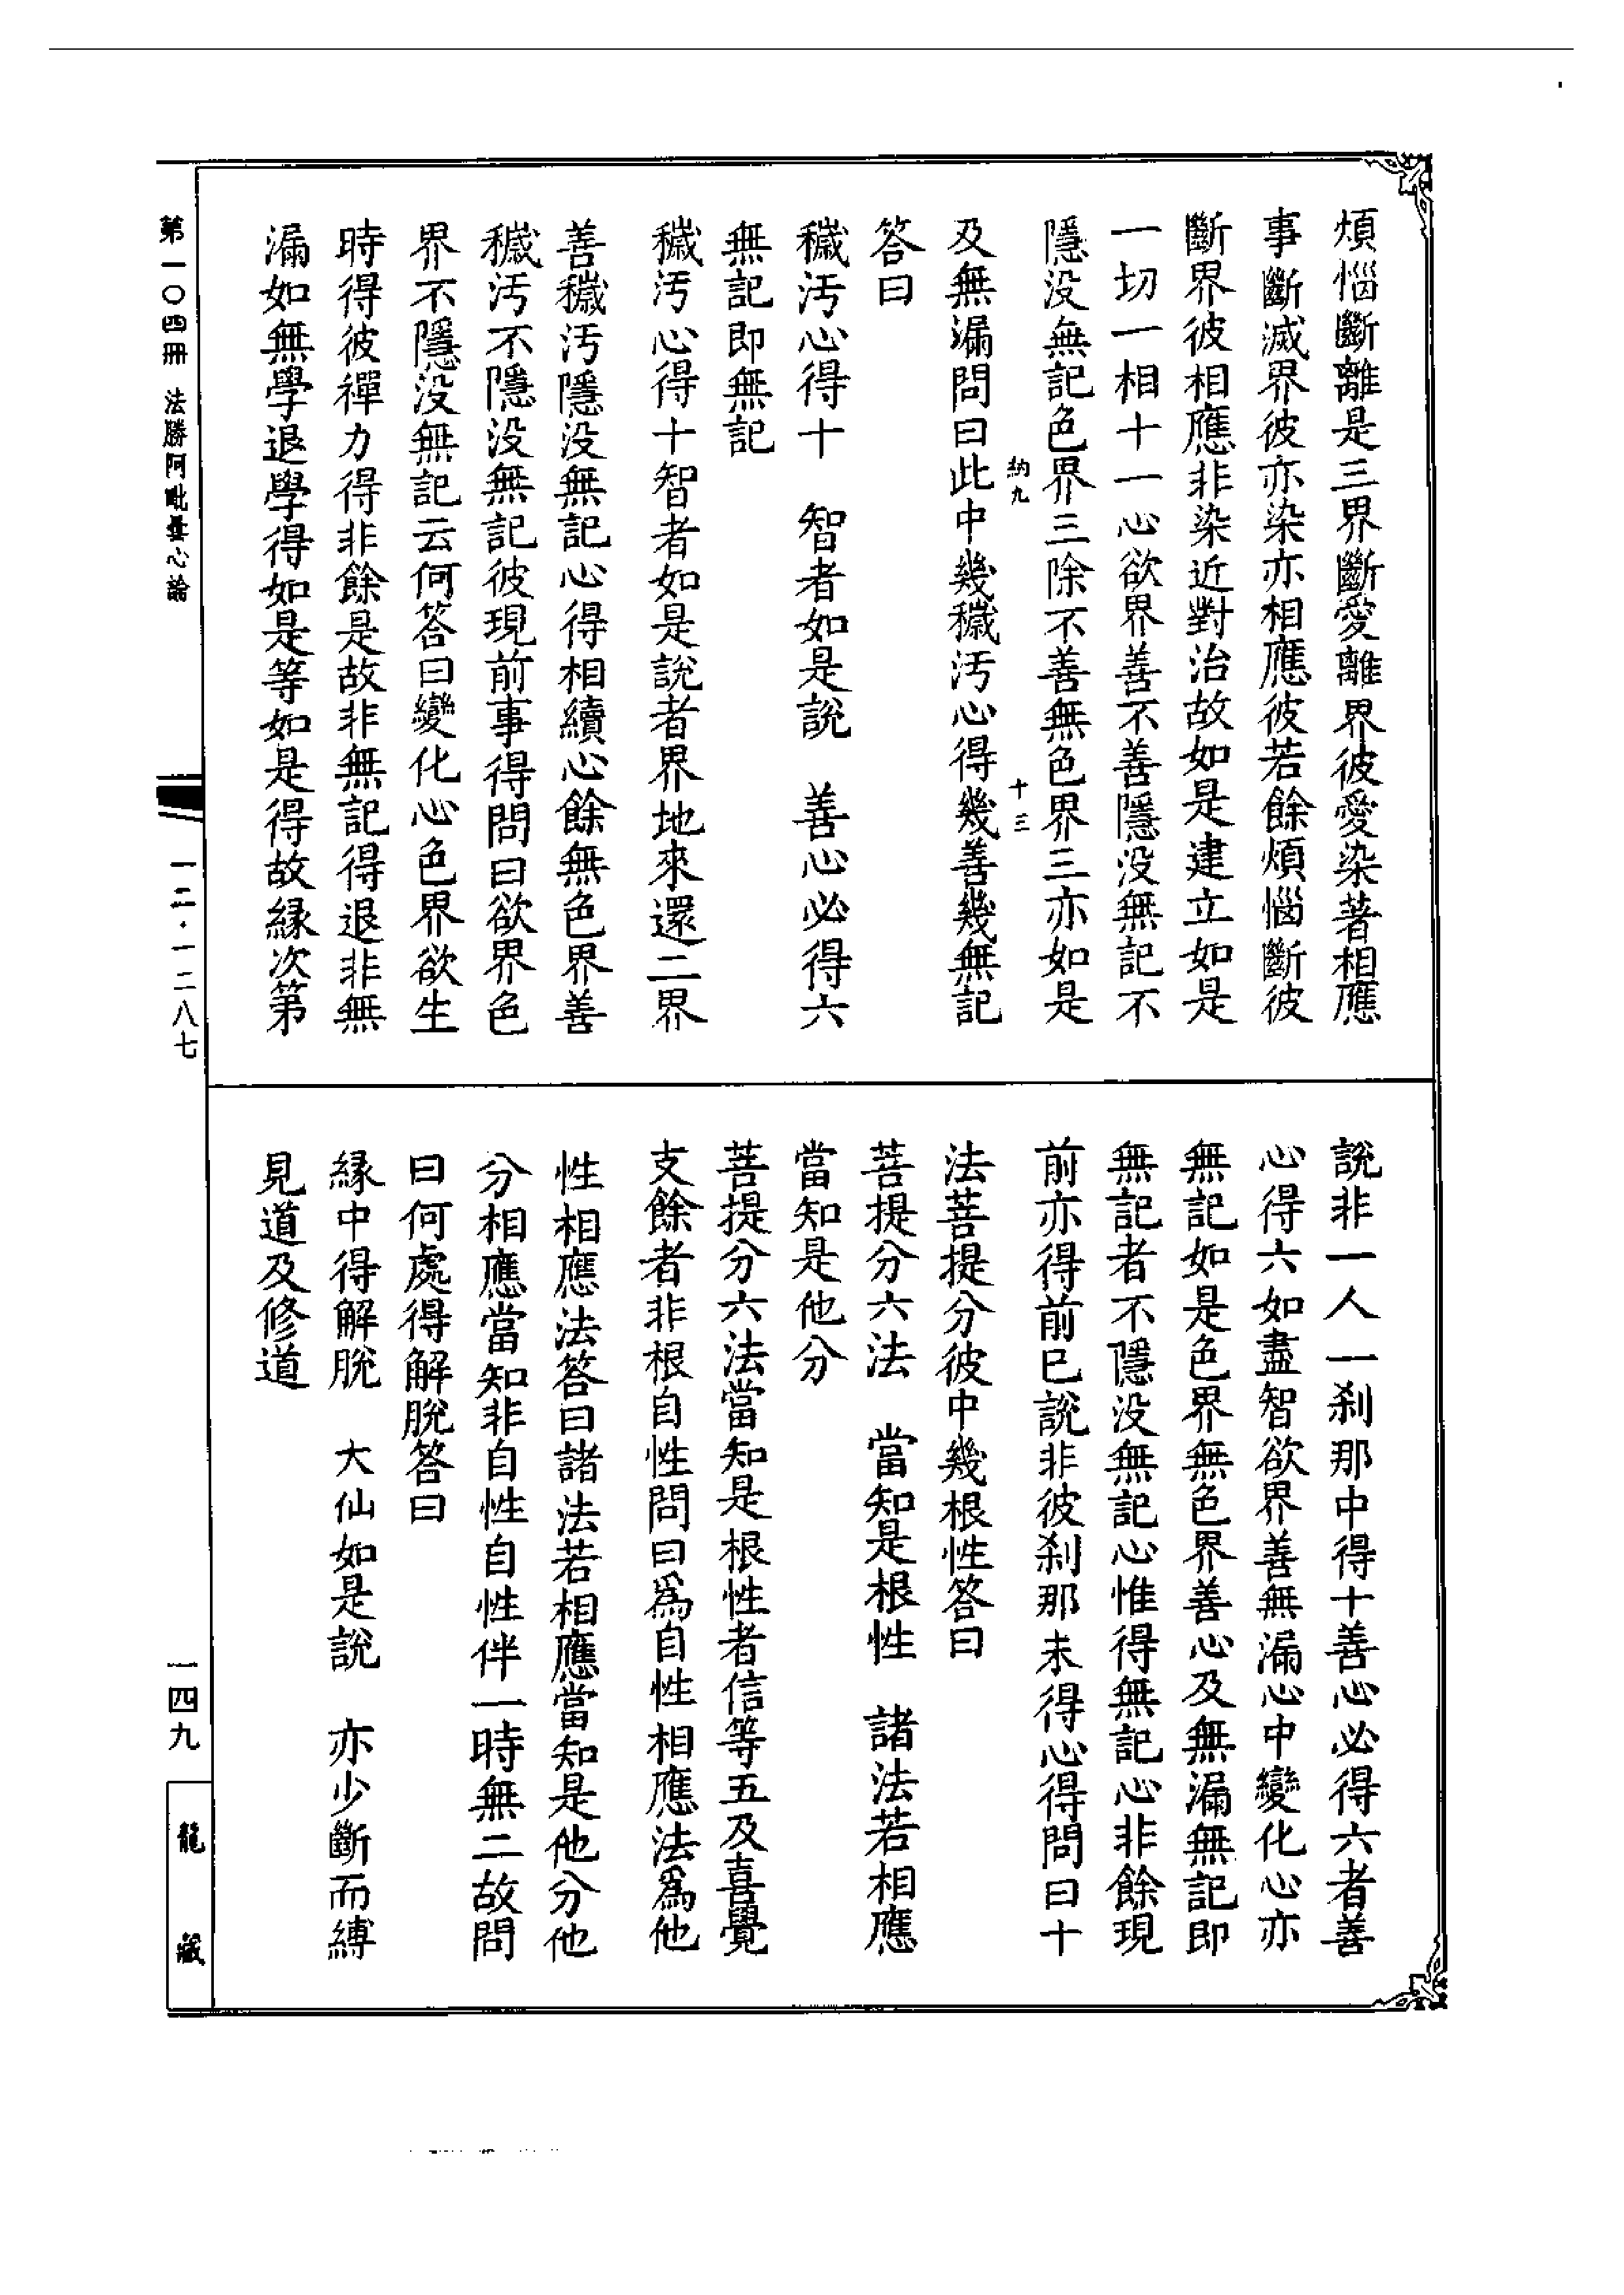 煩惱斷離是三界斷愛離界彼愛染著相應
事斷滅界彼亦染亦相應彼若餘煩惱斷彼
斷界彼相應非染近對治故如是建立如是
一切一相十一心欲界善不善隱没無記不
隱没無記色界三除不善無色界三亦如是
納九　十三
及無漏問曰此中幾穢汚心得幾善幾無記
答曰
穢汚心得十　智者如是說　善心必得六
無記即無記
穢汚心得十智者如是說者界地來還二界
善穢汚隱没無記心得相續心餘無色界善
穢汚不隱没無記彼現前事得問曰欲界色
界不隱没無記云何答曰變化心色界欲生
時得彼禪力得非餘是故非無記得退非無
漏如無學退學得如是等如是得故緣次第
說非一人一刹那中得十善心必得六者善
心得六如盡智欲界善無漏心中變化心亦
無記如是色界無色界善心及無漏無記即
無記者不隱没無記心惟得無記心非餘現
前亦得前已說非彼刹那未得心得問曰十
法菩提分彼中幾根性答曰
菩提分六法　當知是根性　諸法若相應
當知是他分
菩提分六法當知是根性者信等五及喜覺
支餘者非根自性問曰爲自性相應法爲他
性相應法答曰諸法若相應當知是他分他
分相應當知非自性自性伴一時無二故問
曰何處得解脫答曰
緣中得解脫　大仙如是說　亦少斷而縛
見道及修道
第一〇四冊　法勝阿毗曇心論
一二·一二八七
一四九
龍藏